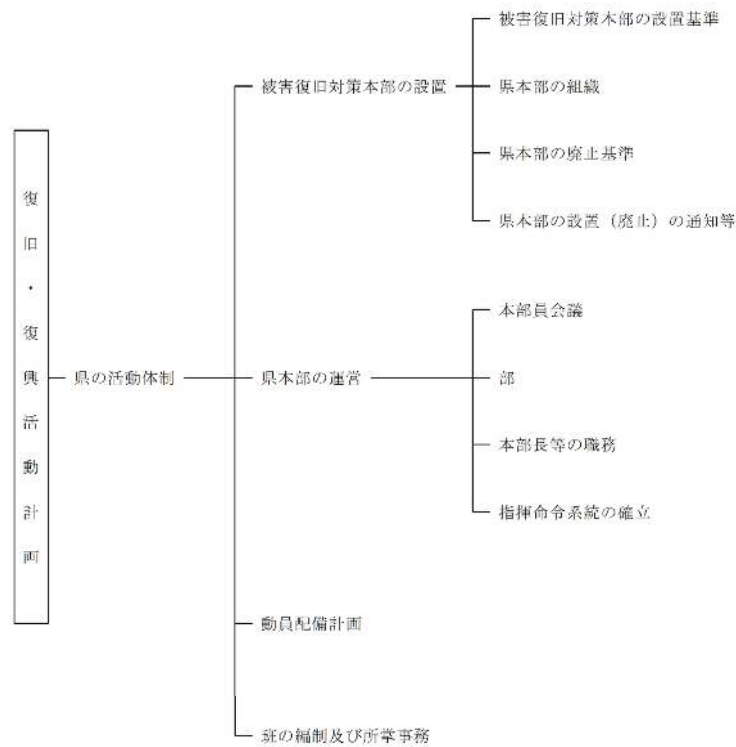 復旧・復興活動計画
県の活動体制
被害復旧対策本部の設置
被害復旧対策本部の設置基準
県本部の組織
県本部の廃止基準
県本部の設置（廃止）の通知等
県本部の運営
本部員会議
部
本部長等の職務
指揮命令系統の確立
動員配備計画
班の編制及び所掌事務